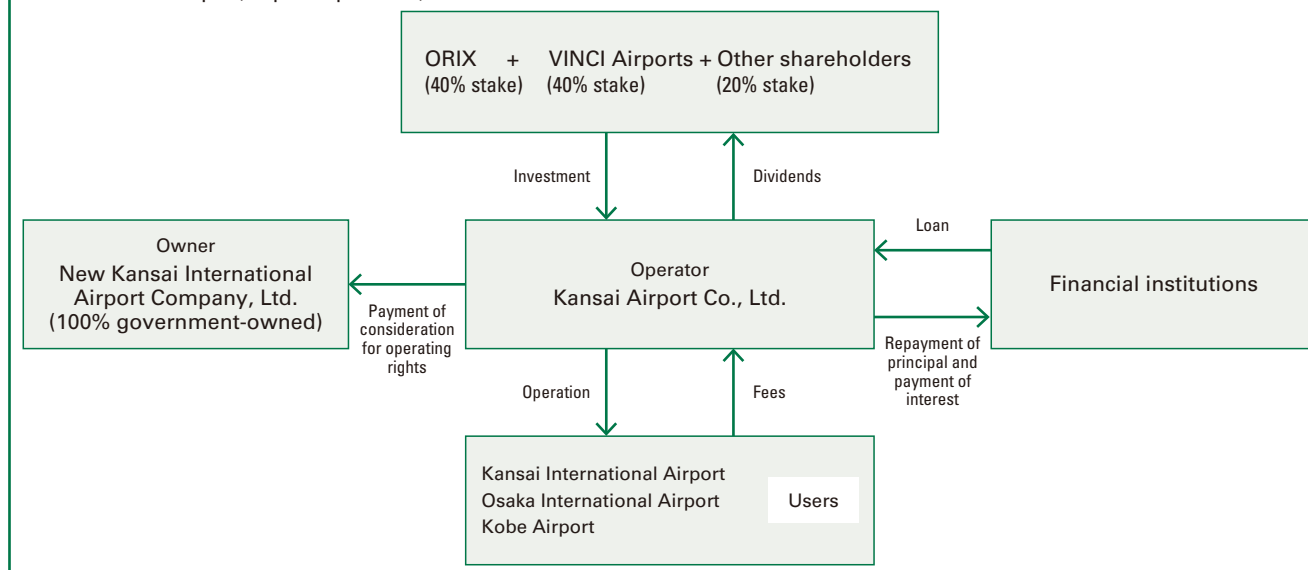 ORIX + VINCI Airports + Other shareholders
(40% stake) (40% stake) (20% stake)
Investment
Dividends
Owner
New Kansai International
Airport Company, Ltd.
(100% government-owned)
Payment of
consideration
for operating
rights
Operator
Kansai Airport Co., Ltd.
Loan
Repayment of
principal and
payment of
interest
Financial institutions
Operation
Fees
Kansai International Airport
Osaka International Airport
Kobe Airport
Users